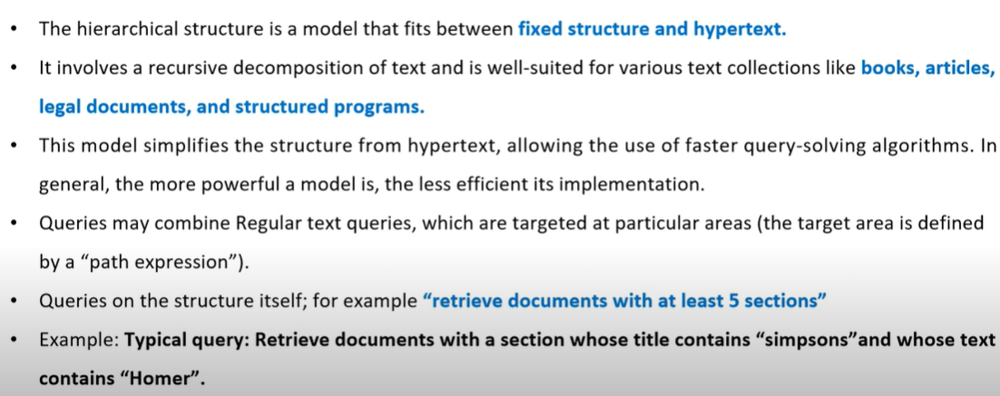 • The hierarchical structure is a model that fits between fixed structure and hypertext.
• It involves a recursive decomposition of text and is well-suited for various text collections like books, articles,
legal documents, and structured programs.
• This model simplifies the structure from hypertext, allowing the use of faster query-solving algorithms. In
general, the more powerful a model is, the less efficient its implementation.
• Queries may combine Regular text queries, which are targeted at particular areas (the target area is defined
by a “path expression”).
• Queries on the structure itself; for example “retrieve documents with at least 5 sections”
• Example: Typical query: Retrieve documents with a section whose title contains “simpsons”and whose text
contains “Homer”.